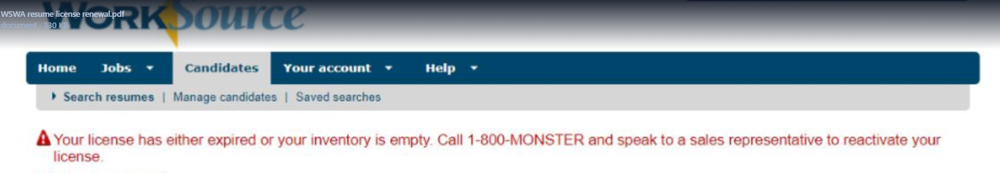 WSWA resume license renewal.pdf
document · 330 KB
WorkSource
Home Jobs Candidates Your account Help
Search resumes | Manage candidates | Saved searches
Your license has either expired or your inventory is empty. Call 1-800-MONSTER and speak to a sales representative to reactivate your
license.